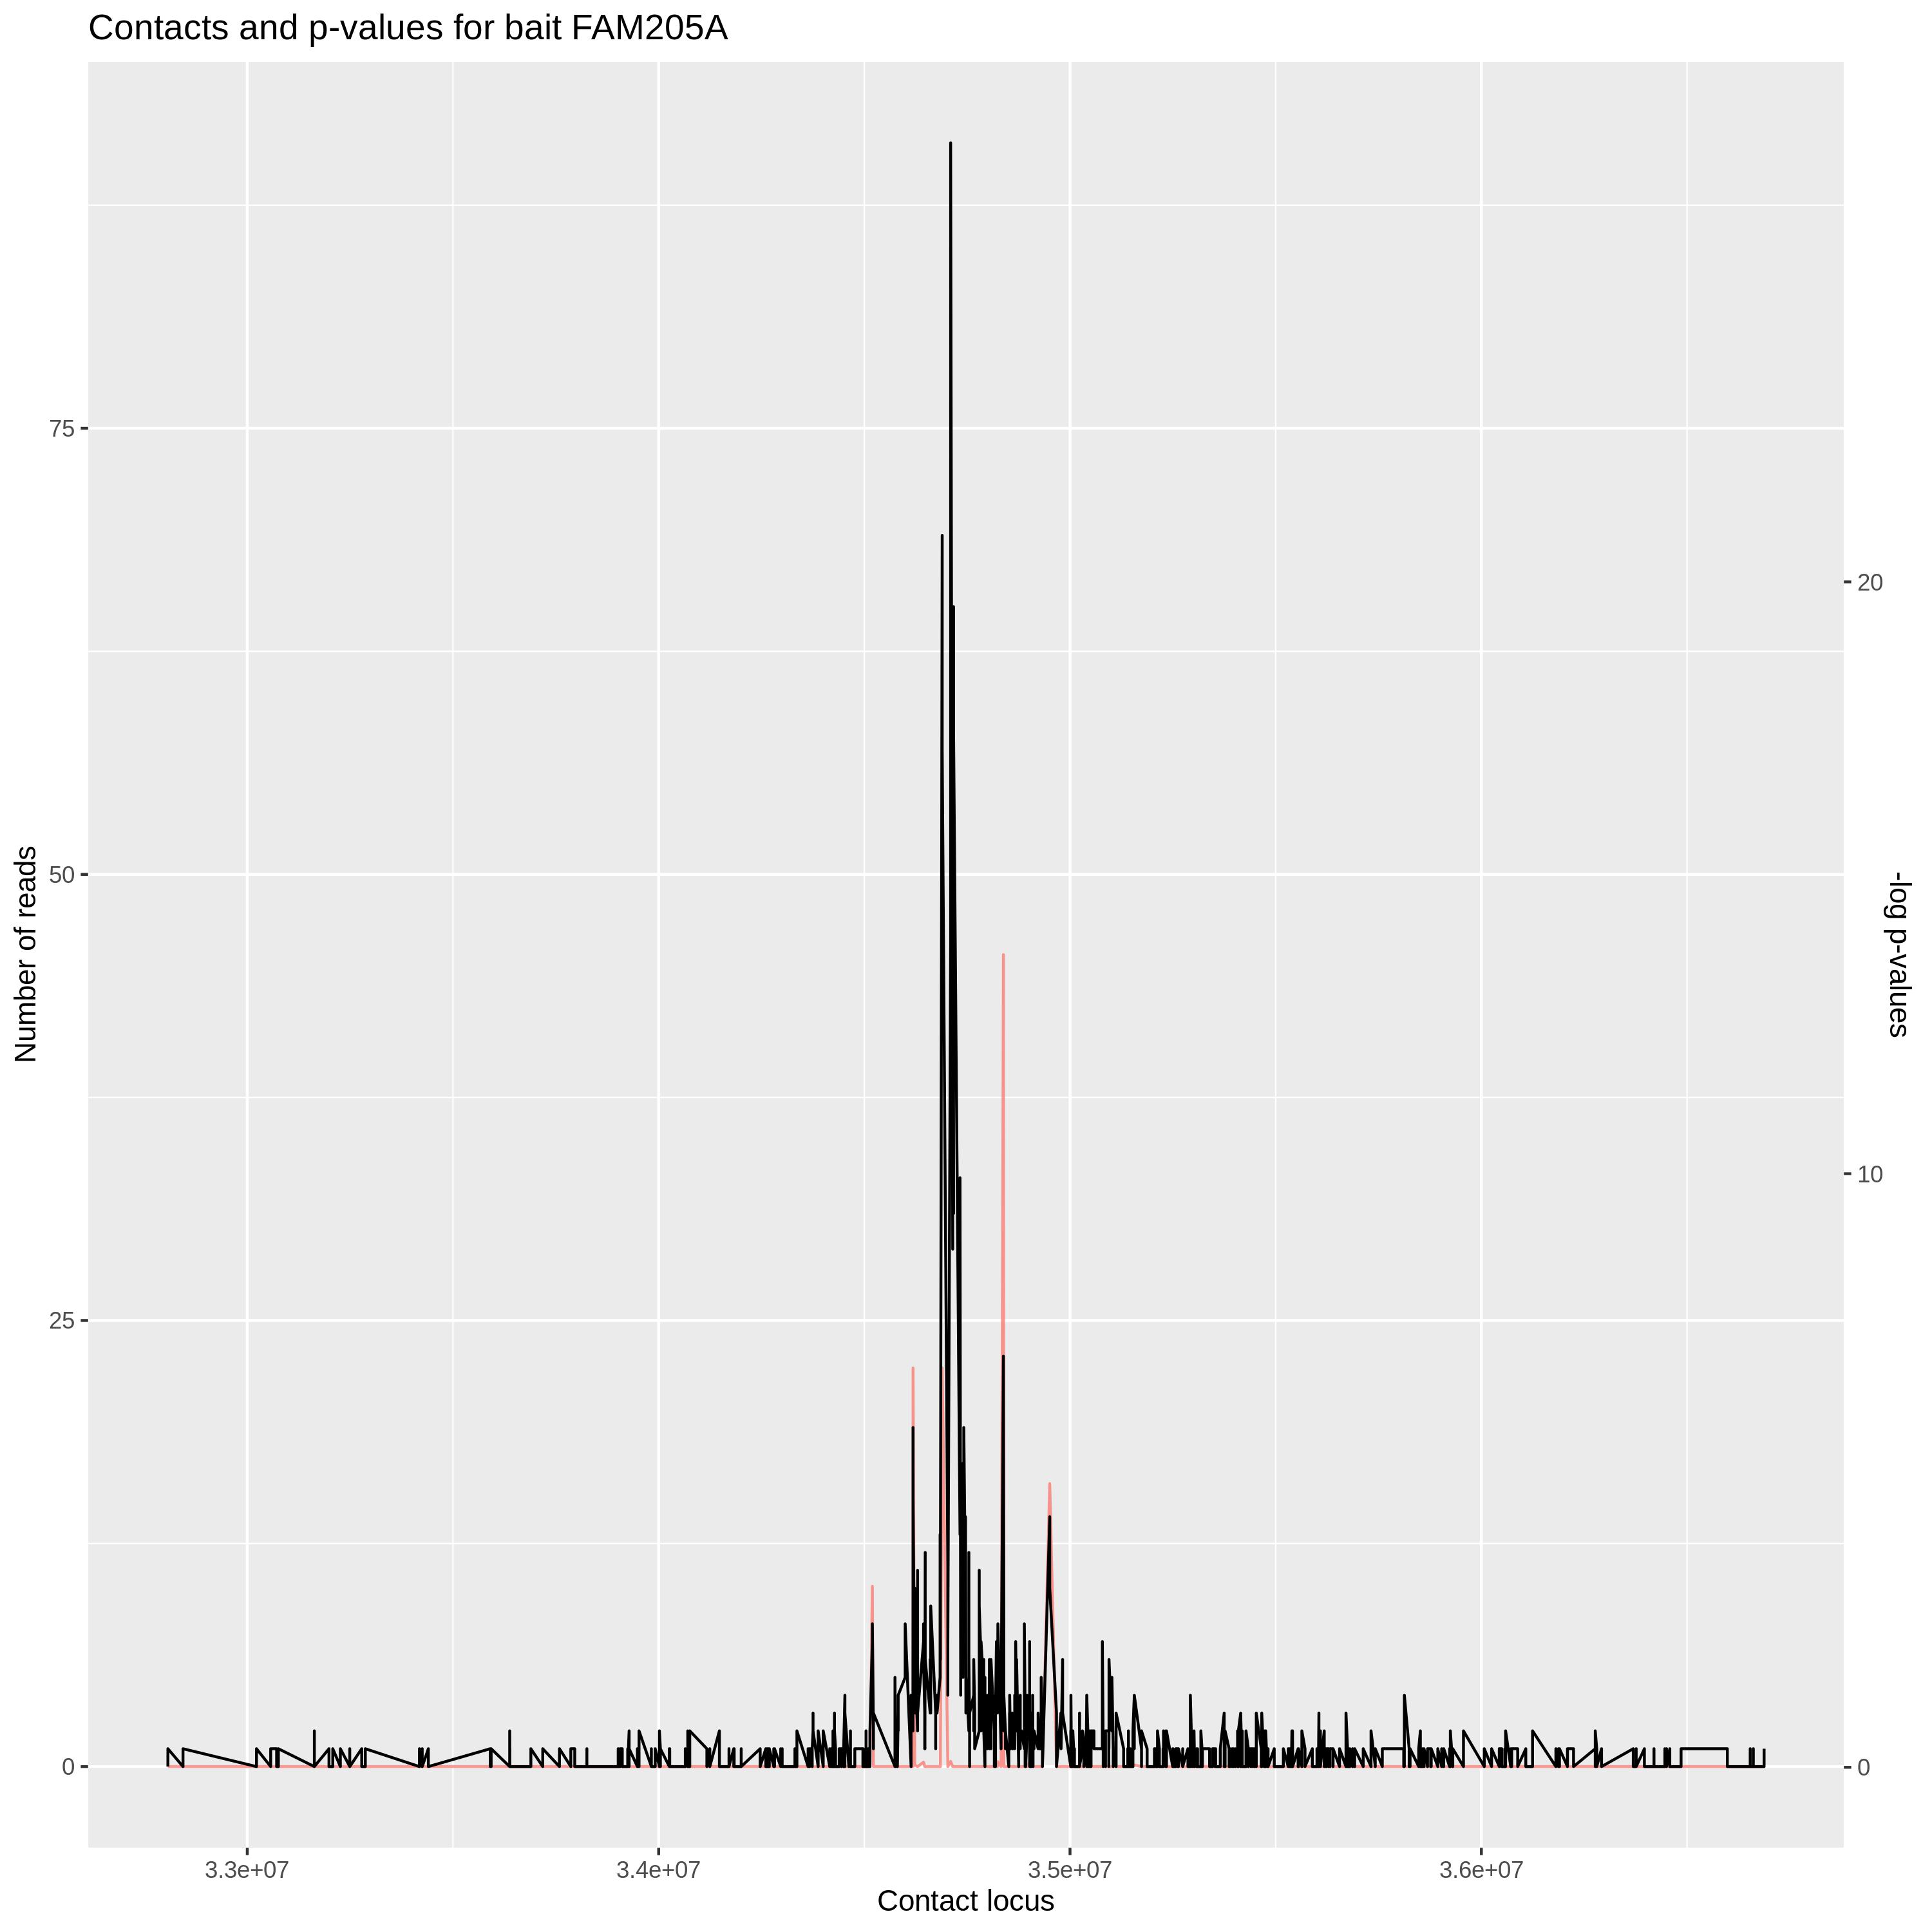 Contacts and p-values for bait FAM205A
75
50
25
0
20
10
0
Number of reads
-log p-values
3.3e+07
3.4e+07
3.5e+07
3.6e+07
Contact locus